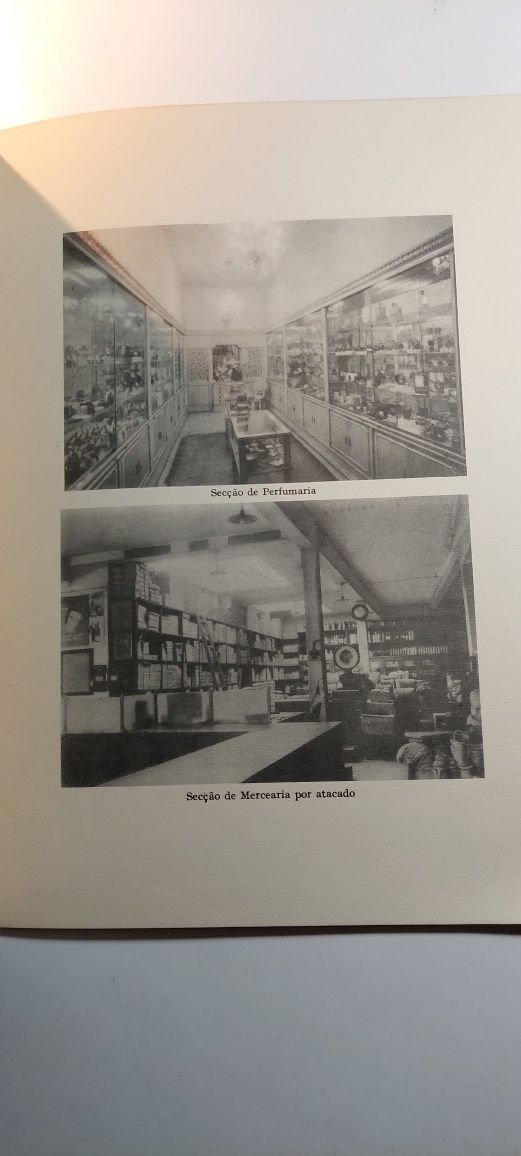 Secção de Perfumaria
Secção de Mercearia por atacado